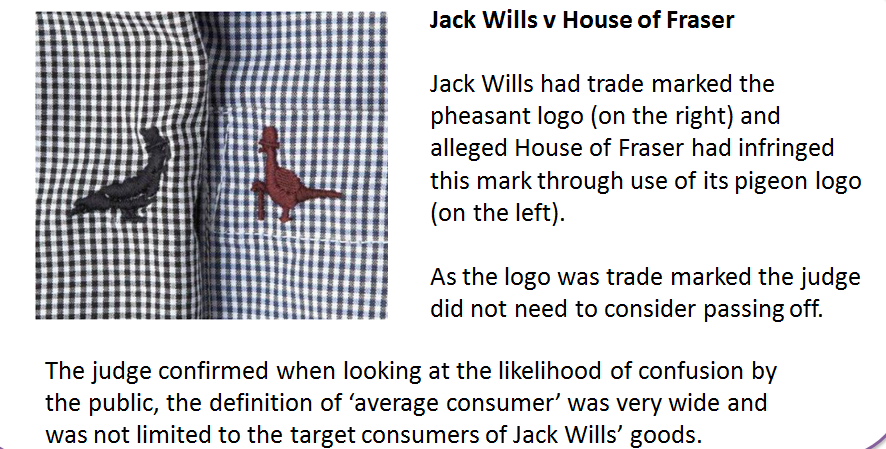 Jack Wills v House of Fraser
Jack Wills had trade marked the
pheasant logo (on the right) and
alleged House of Fraser had infringed
this mark through use of its pigeon logo
(on the left).
As the logo was trade marked the judge
did not need to consider passing off.
The judge confirmed when looking at the likelihood of confusion by
the public, the definition of ‘average consumer’ was very wide and
was not limited to the target consumers of Jack Wills’ goods.